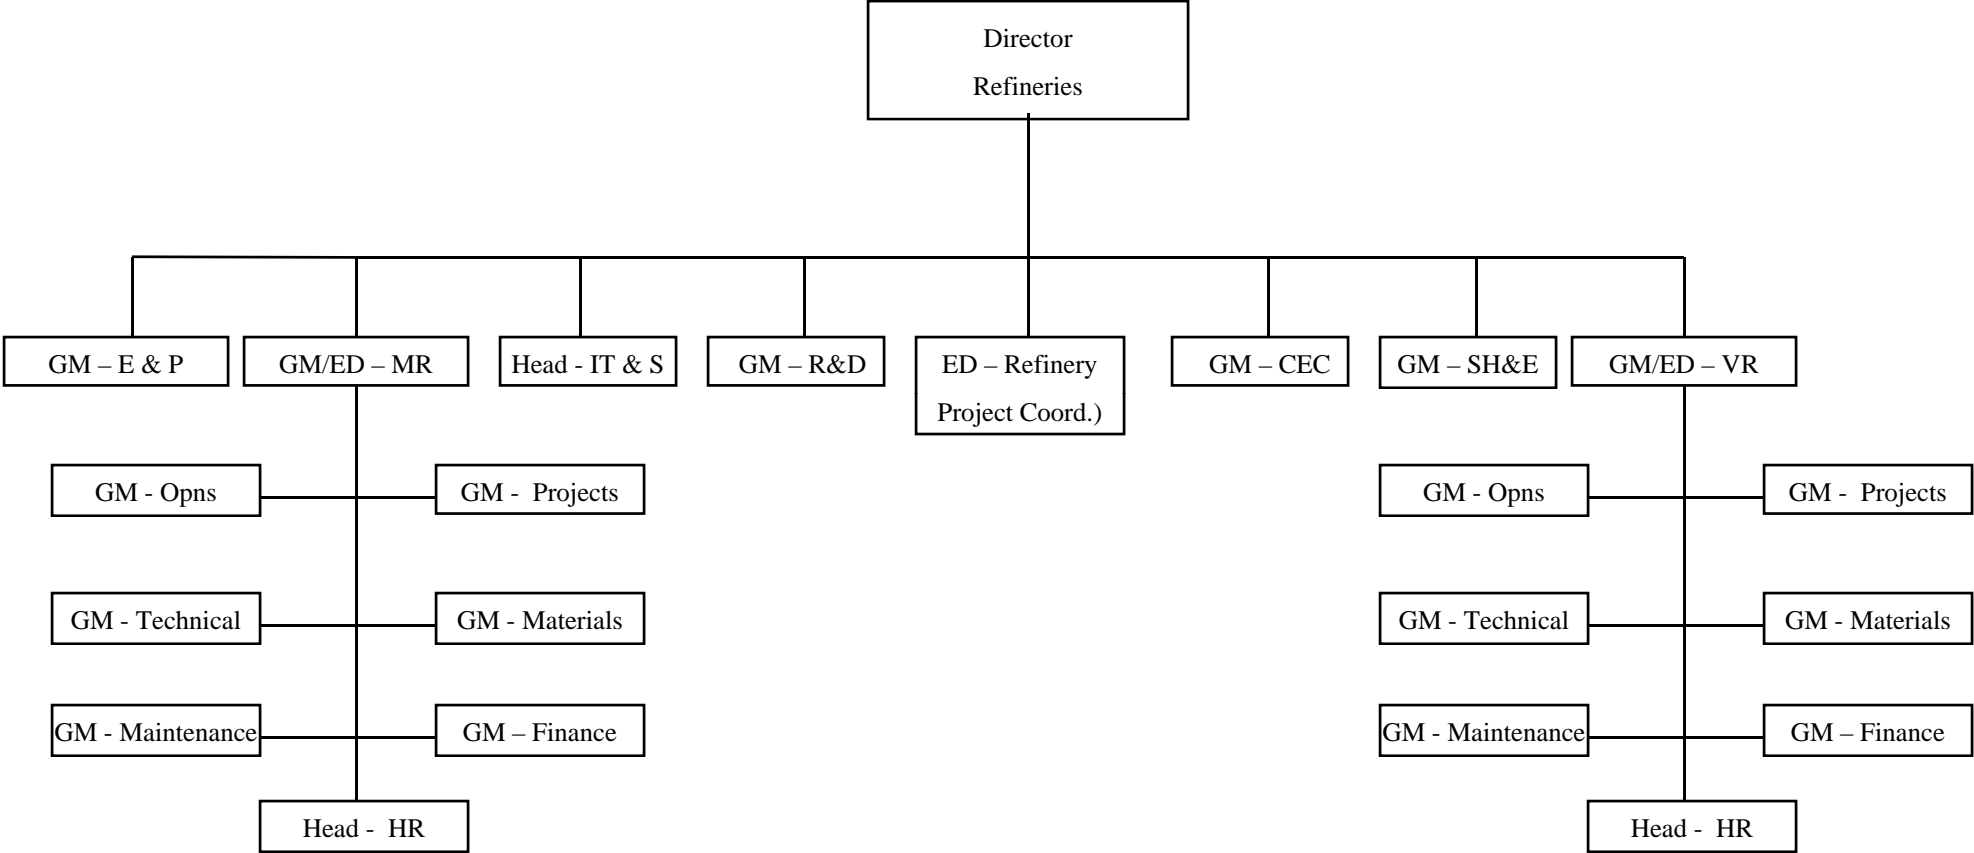 Director
Refineries
GM – E & P
GM/ED – MR
Head - IT & S
GM – R&D
ED – Refinery
Project Coord.)
GM – CEC
GM – SH&E
GM/ED – VR
GM - Opns
GM -  Projects
GM - Opns
GM -  Projects
GM - Technical
GM - Materials
GM - Technical
GM - Materials
GM - Maintenance
GM – Finance
GM - Maintenance
GM – Finance
Head -  HR
Head -  HR